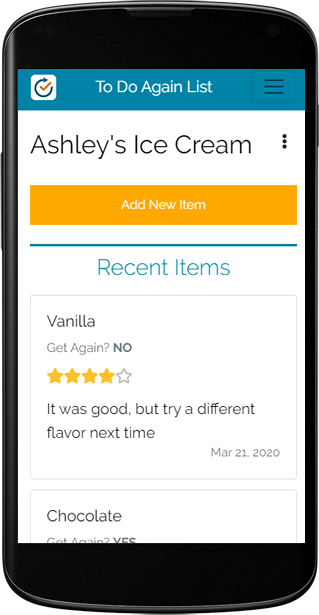 To Do Again List
Ashley's Ice Cream
Add New Item
Recent Items
Vanilla
Get Again? NO
It was good, but try a different
flavor next time
Mar 21, 2020
Chocolate
Get Again? YES